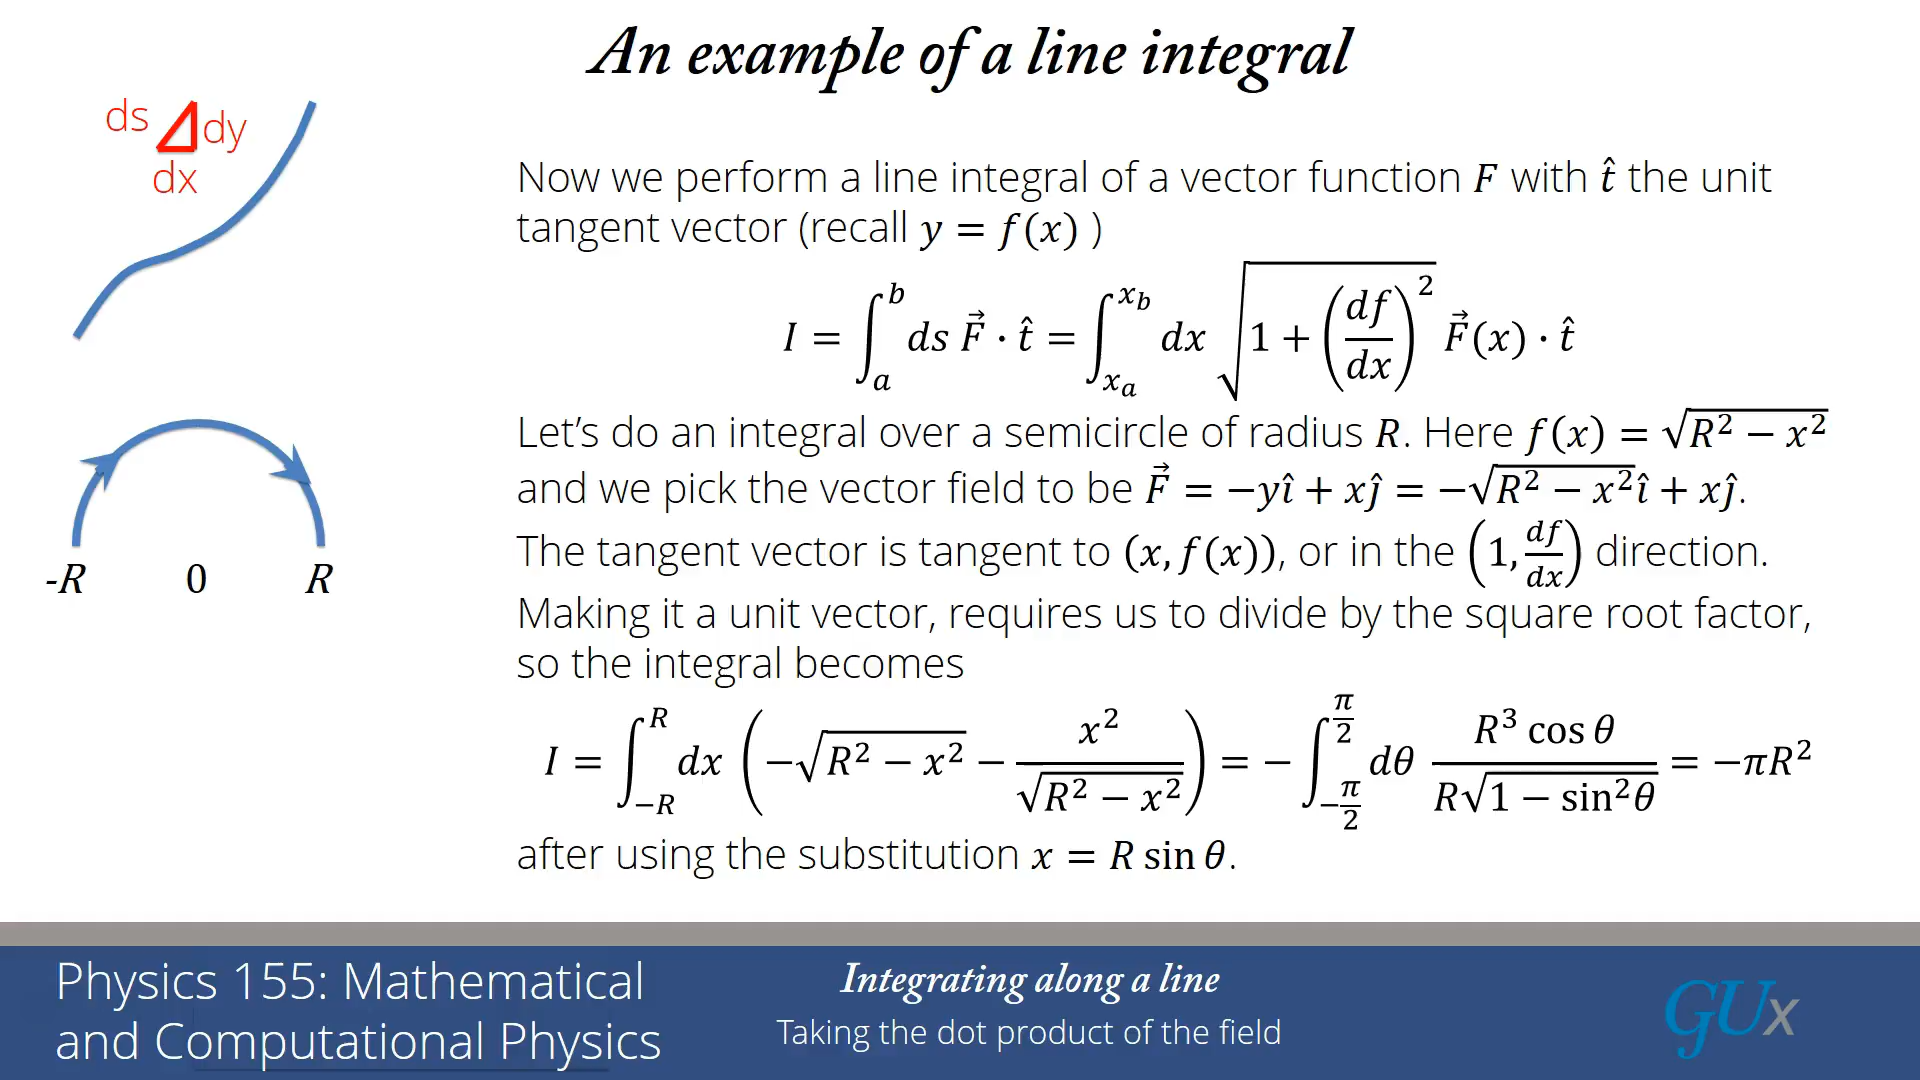 An example of a line integral
ds
dy
dx
Now we perform a line integral of a vector function F with t̂ the unit
tangent vector (recall y = f(x) )
I = ∫_a^b ds F⃗ · t̂ = ∫_{x_a}^{x_b} dx √(1 + (df/dx)²) F⃗(x) · t̂
Let's do an integral over a semicircle of radius R. Here f(x) = √(R² − x²)
and we pick the vector field to be F⃗ = −yî + xĵ = −√(R² − x²)î + xĵ.
The tangent vector is tangent to (x, f(x)), or in the (1, df/dx) direction.
-R 0 R
Making it a unit vector, requires us to divide by the square root factor,
so the integral becomes
I = ∫_{−R}^{R} dx (−√(R² − x²) − x²/√(R² − x²)) = − ∫_{−π/2}^{π/2} dθ R³ cos θ / (R√(1 − sin²θ)) = −πR²
after using the substitution x = R sin θ.
Physics 155: Mathematical
and Computational Physics
Integrating along a line
Taking the dot product of the field
GUx